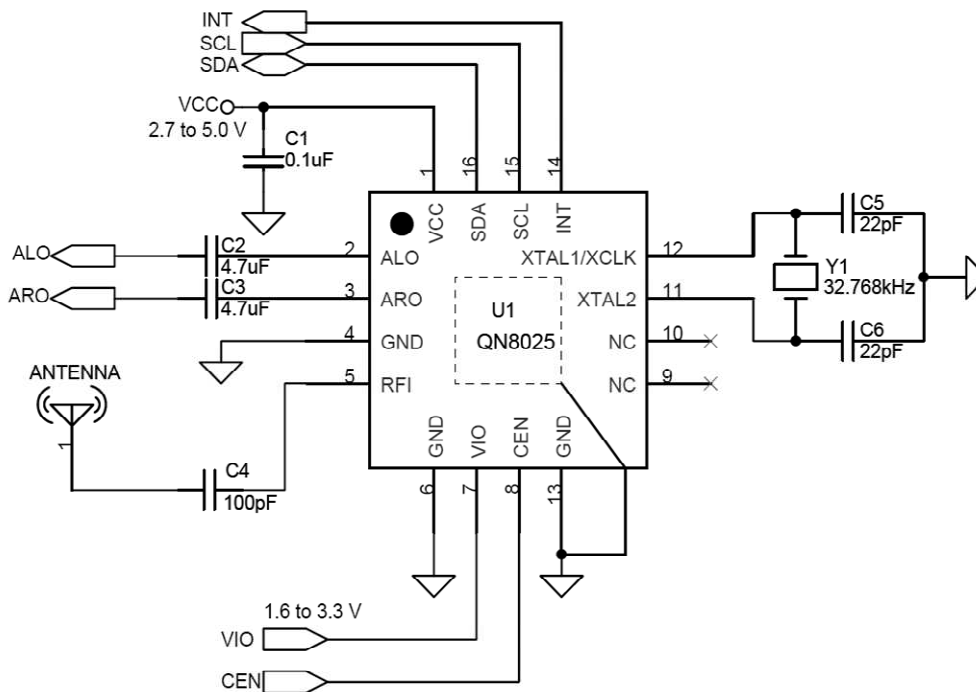 INT
SCL
SDA
VCC
2.7 to 5.0 V
C1
0.1uF
1
16
15
14
VCC
SDA
SCL
INT
ALO
C2
4.7uF
2
ALO
XTAL1/XCLK
12
C5
22pF
ARO
C3
4.7uF
3
ARO
XTAL2
11
Y1
32.768kHz
U1
QN8025
4
GND
NC
10
C6
22pF
ANTENNA
5
RFI
NC
9
1
C4
100pF
GND
VIO
CEN
GND
6
7
8
13
1.6 to 3.3 V
VIO
CEN